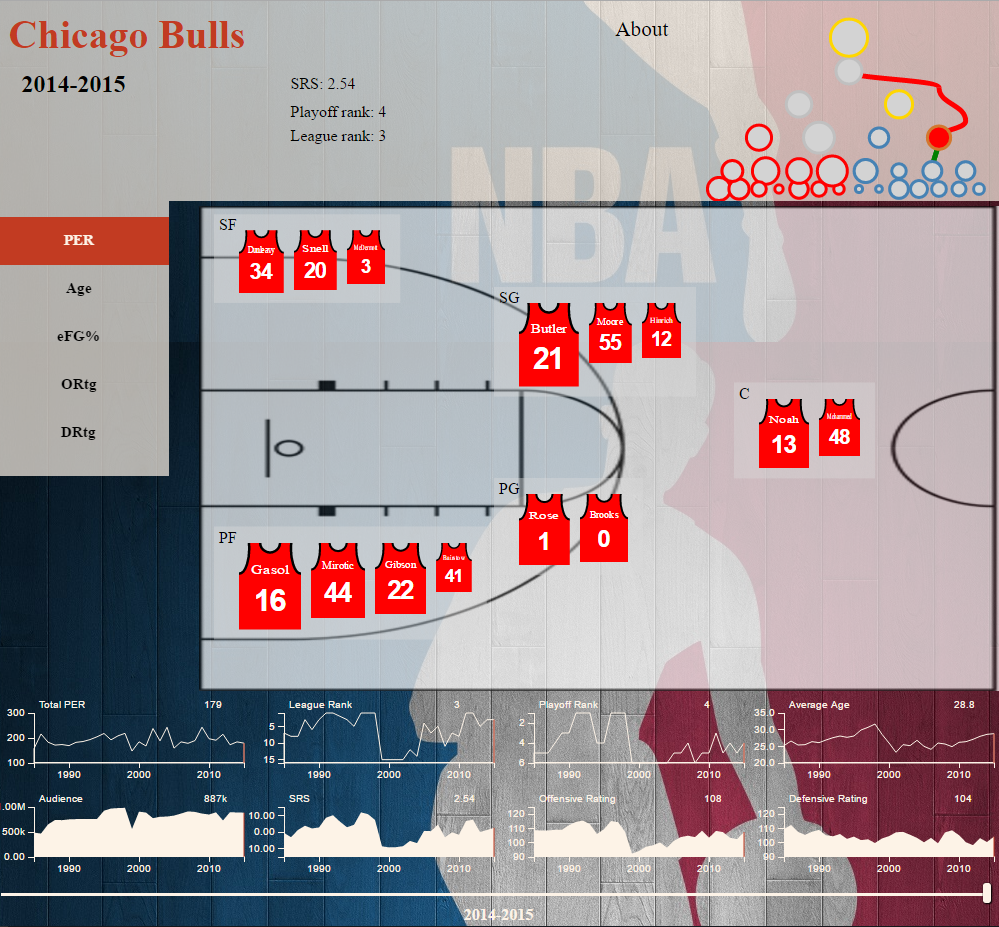 Chicago Bulls
About
2014-2015
SRS: 2.54
Playoff rank: 4
League rank: 3
NBA
PER
Age
eFG%
ORtg
DRtg
SF
Dunleavy
34
Snell
20
McDermott
3
SG
Butler
21
Moore
55
Hinrich
12
C
Noah
13
Mohammed
48
PG
Rose
1
Brooks
0
PF
Gasol
16
Mirotic
44
Gibson
22
41
Total PER 179
300
200
100
1990 2000 2010
League Rank 3
5
10
15
1990 2000 2010
Playoff Rank 4
2
4
6
1990 2000 2010
Average Age 28.8
35.0
30.0
25.0
20.0
1990 2000 2010
Audience 887k
.00M
500k
0.00
1990 2000 2010
SRS 2.54
10.00
0.00
10.00
1990 2000 2010
Offensive Rating 108
120
110
100
90
1990 2000 2010
Defensive Rating 104
120
110
100
90
1990 2000 2010
2014-2015